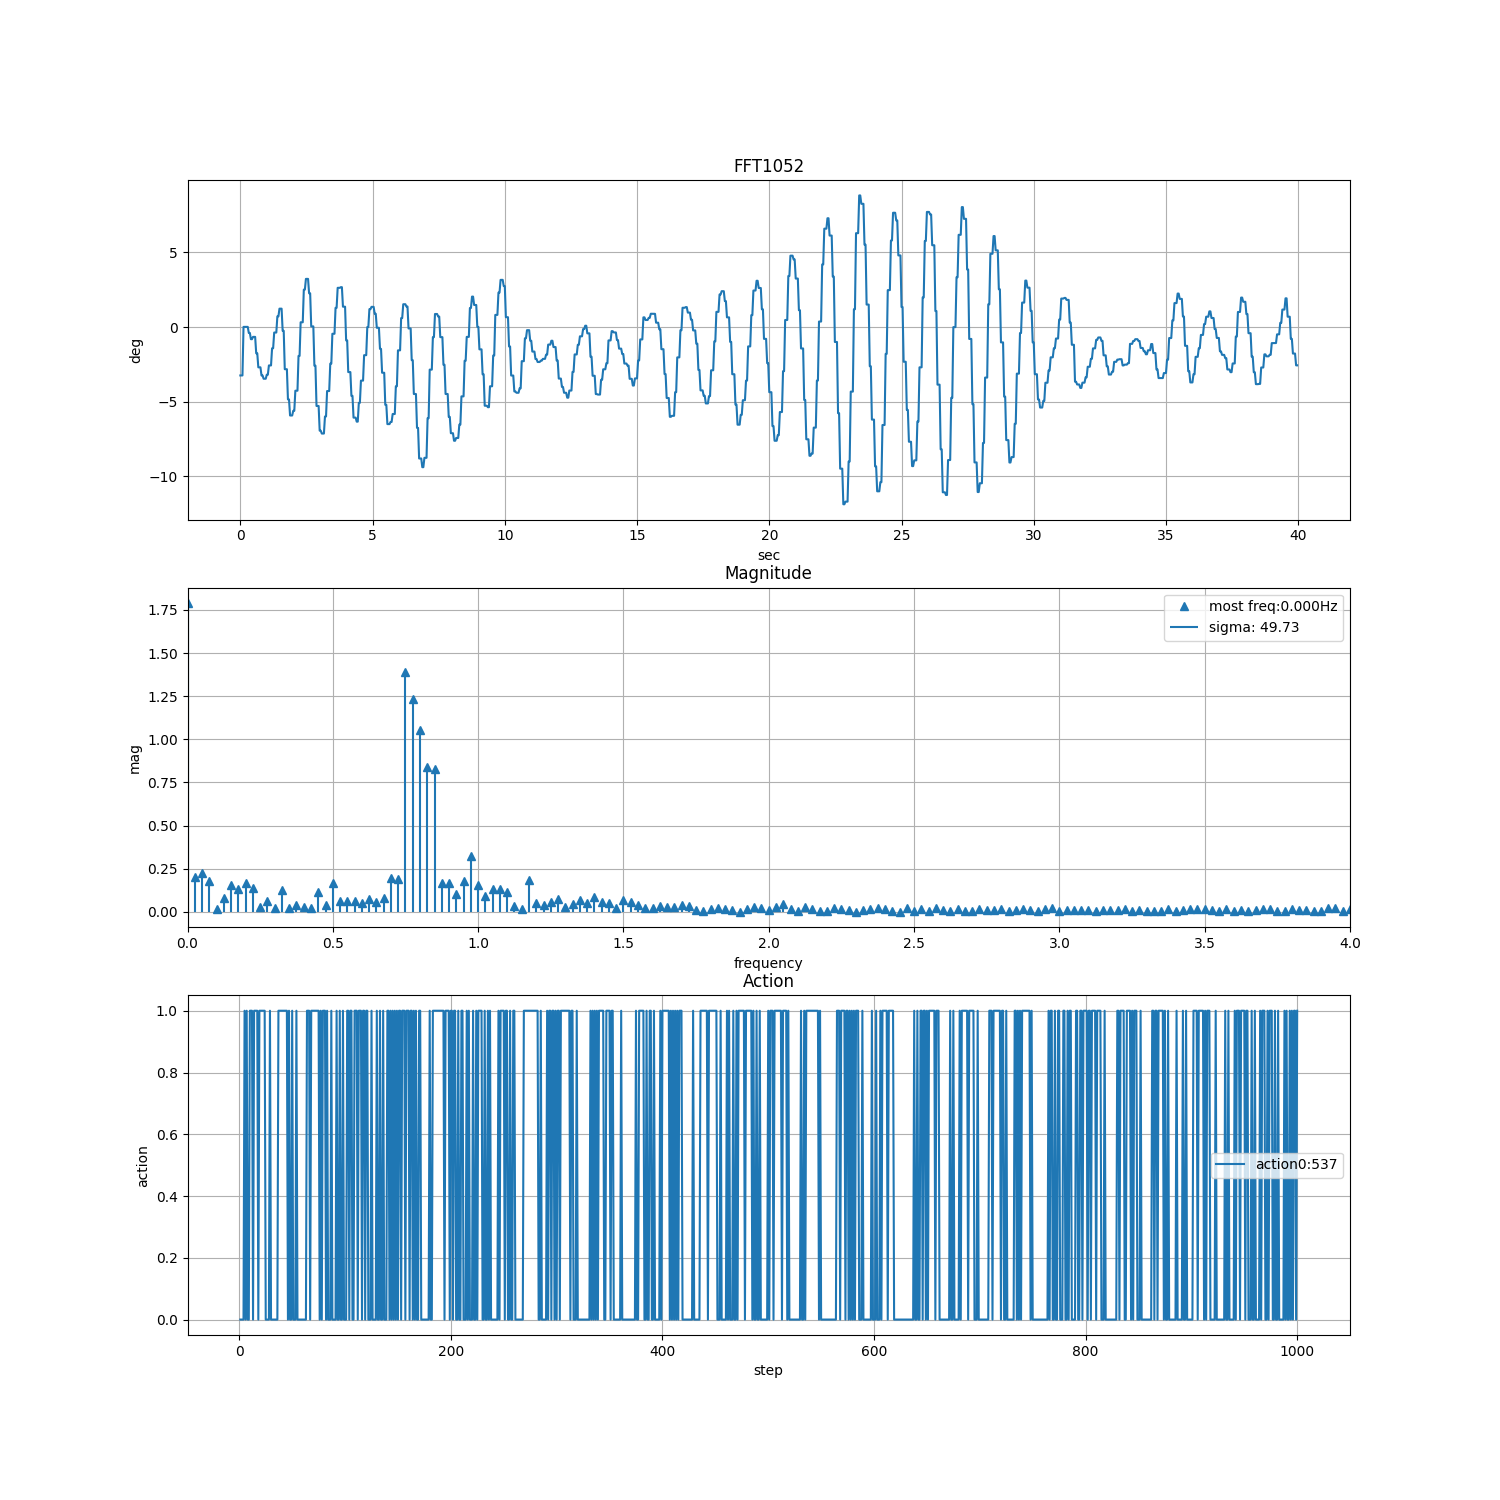 FFT1052
5
0
−5
−10
deg
0 5 10 15 20 25 30 35 40
sec
Magnitude
1.75
1.50
1.25
1.00
0.75
0.50
0.25
0.00
mag
most freq:0.000Hz
sigma: 49.73
0.0 0.5 1.0 1.5 2.0 2.5 3.0 3.5 4.0
frequency
Action
1.0
0.8
0.6
0.4
0.2
0.0
action
action0:537
0 200 400 600 800 1000
step